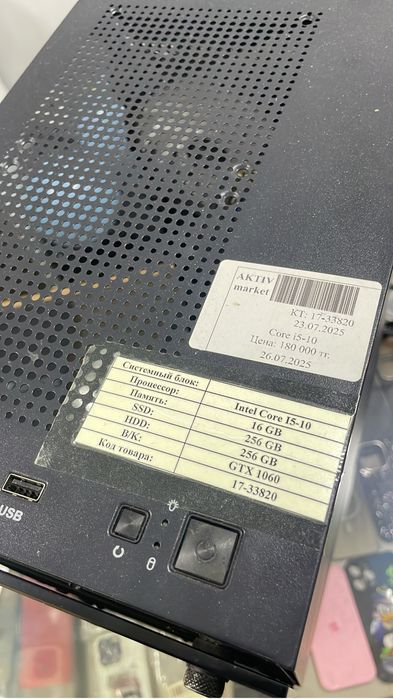 AKTIV
market
КТ: 17-33820
23.07.2025
Core i5-10
Цена: 180 000 тг.
26.07.2025
Системный блок:
Процессор: Intel Core I5-10
Память: 16 GB
SSD: 256 GB
HDD: 256 GB
В/К: GTX 1060
Код товара: 17-33820
USB